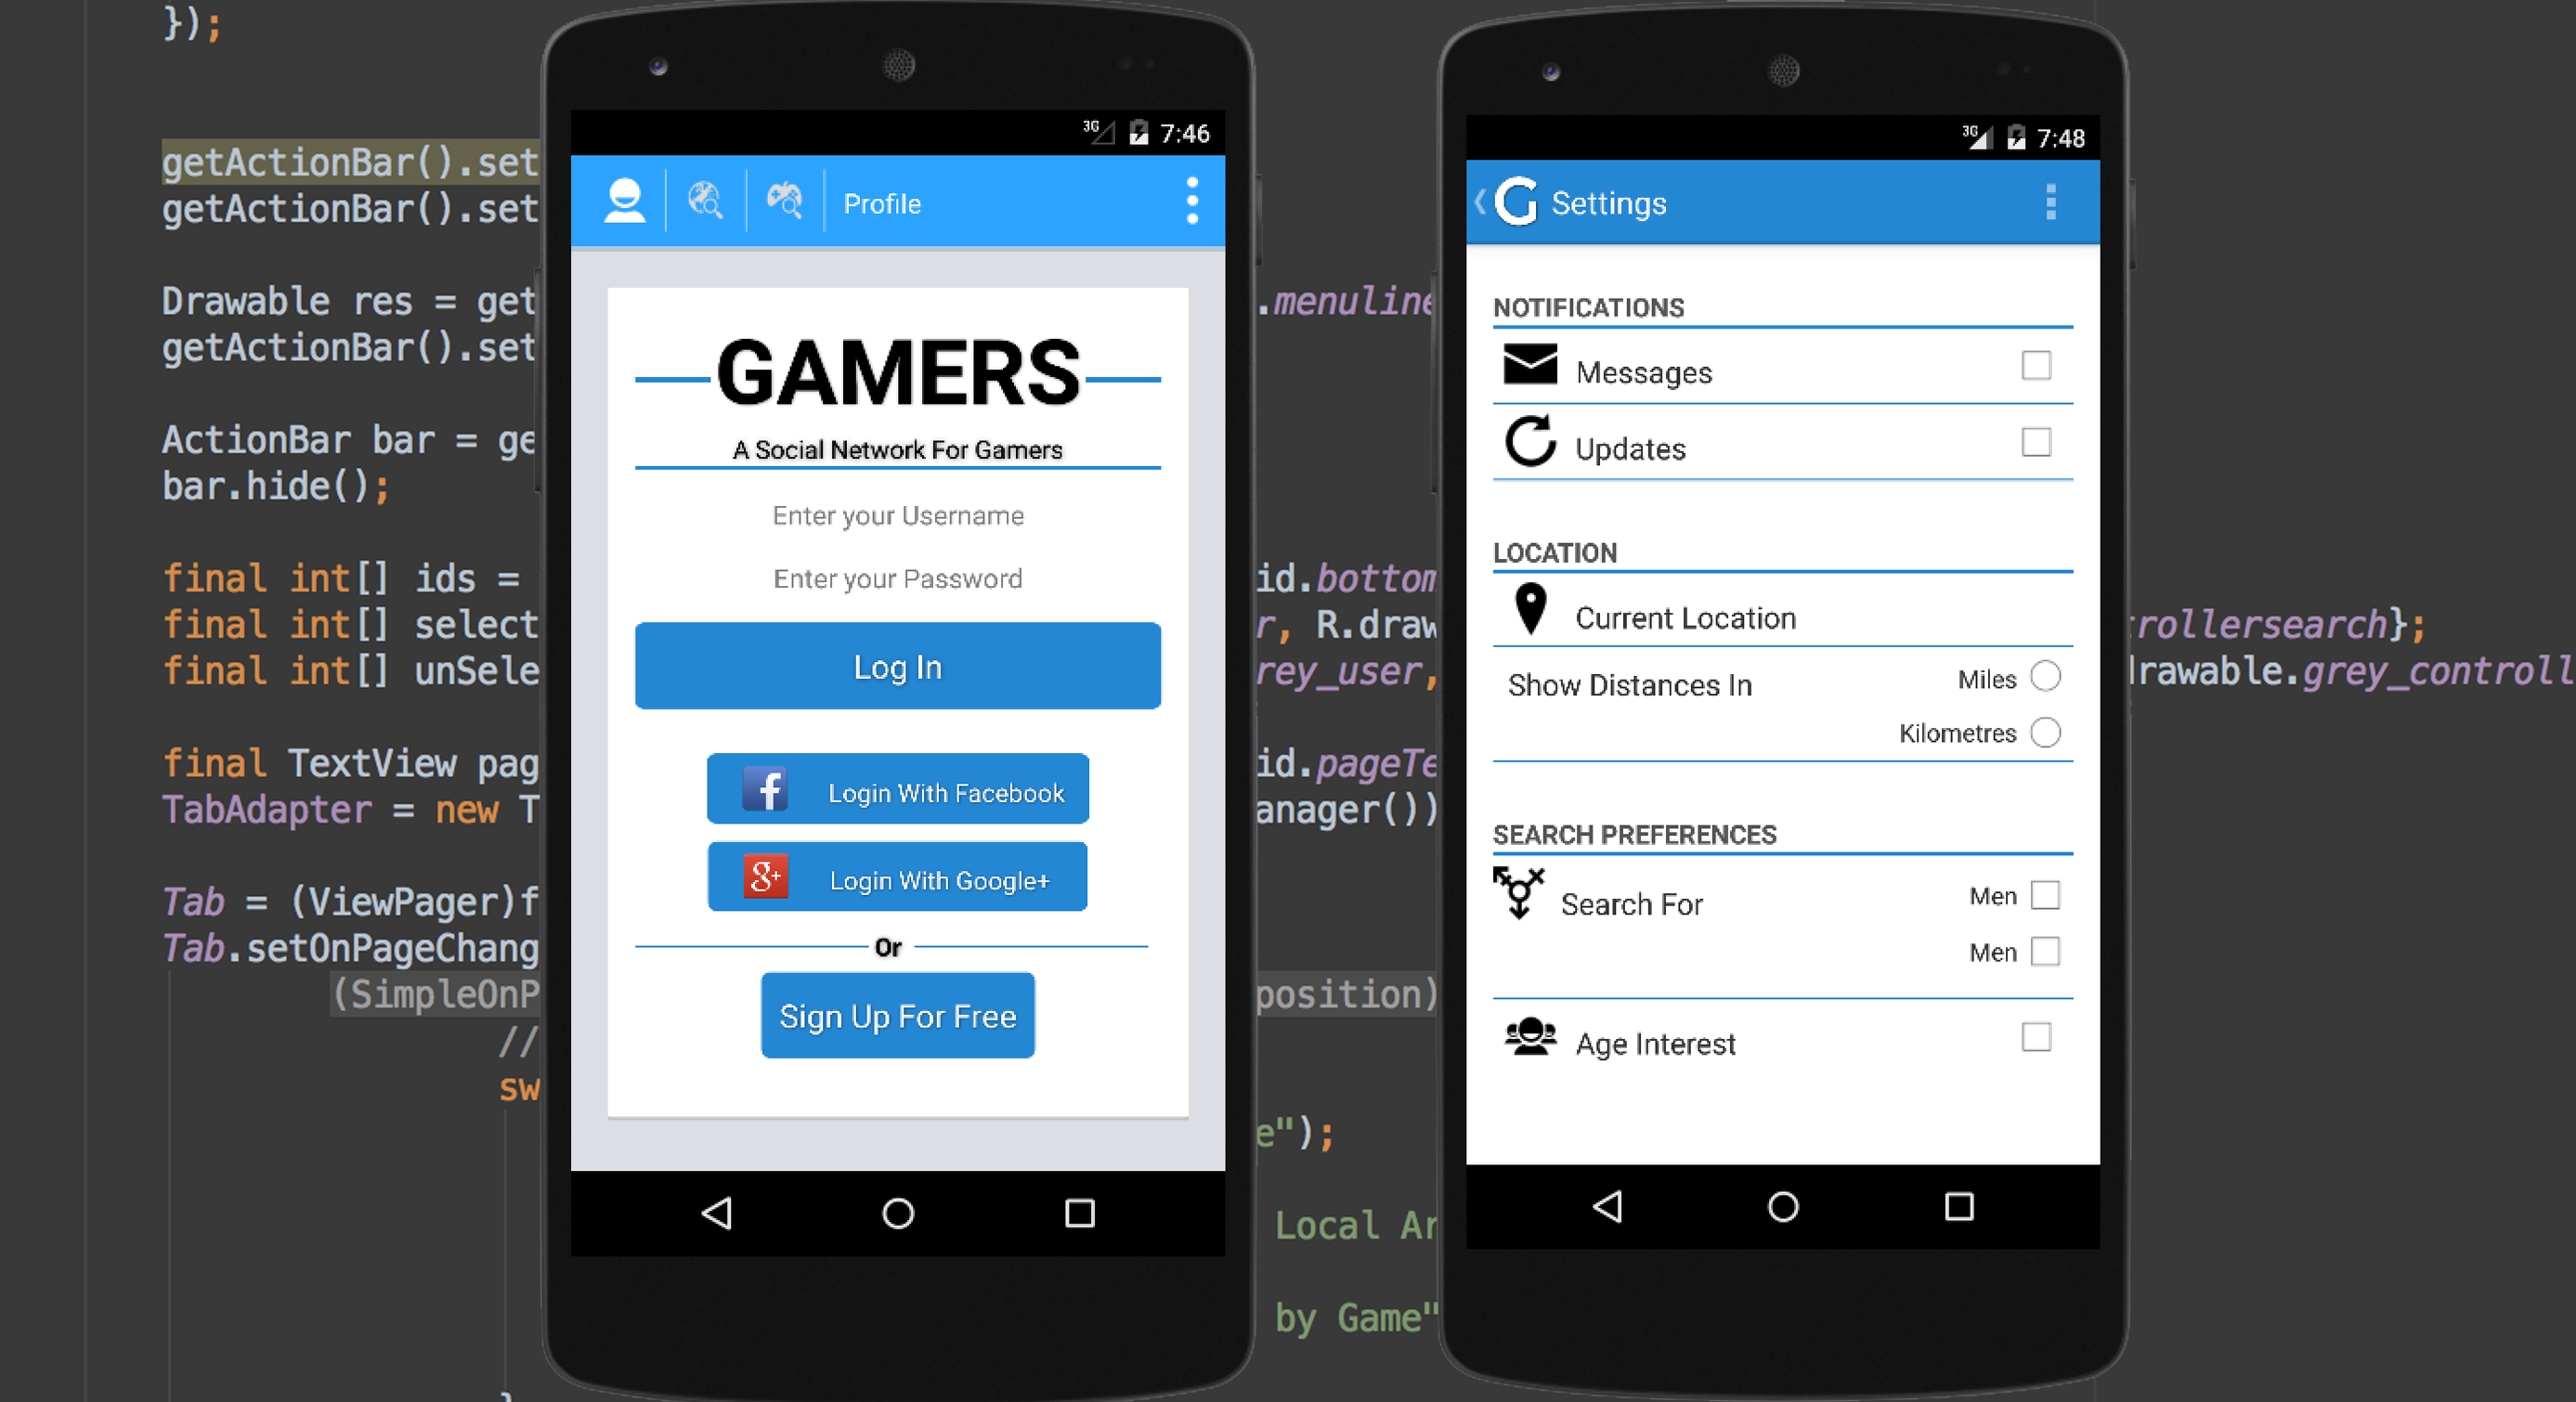 });
getActionBar().set
getActionBar().set
Drawable res = get
.menuline
getActionBar().set
ActionBar bar = ge
bar.hide();
final int[] ids =
id.bottom
final int[] select
r, R.draw
rollersearch};
final int[] unSele
rey_user,
drawable.grey_controll
final TextView pag
id.pageTe
TabAdapter = new T
anager())
Tab = (ViewPager)f
Tab.setOnPageChang
(SimpleOnP
position)
//
sw
e");
Local Ar
by Game"
}
3G 7:46
Profile
GAMERS
A Social Network For Gamers
Enter your Username
Enter your Password
Log In
f Login With Facebook
g+ Login With Google+
Or
Sign Up For Free
3G 7:48
G Settings
NOTIFICATIONS
Messages
Updates
LOCATION
Current Location
Show Distances In
Miles
Kilometres
SEARCH PREFERENCES
Search For
Men
Men
Age Interest